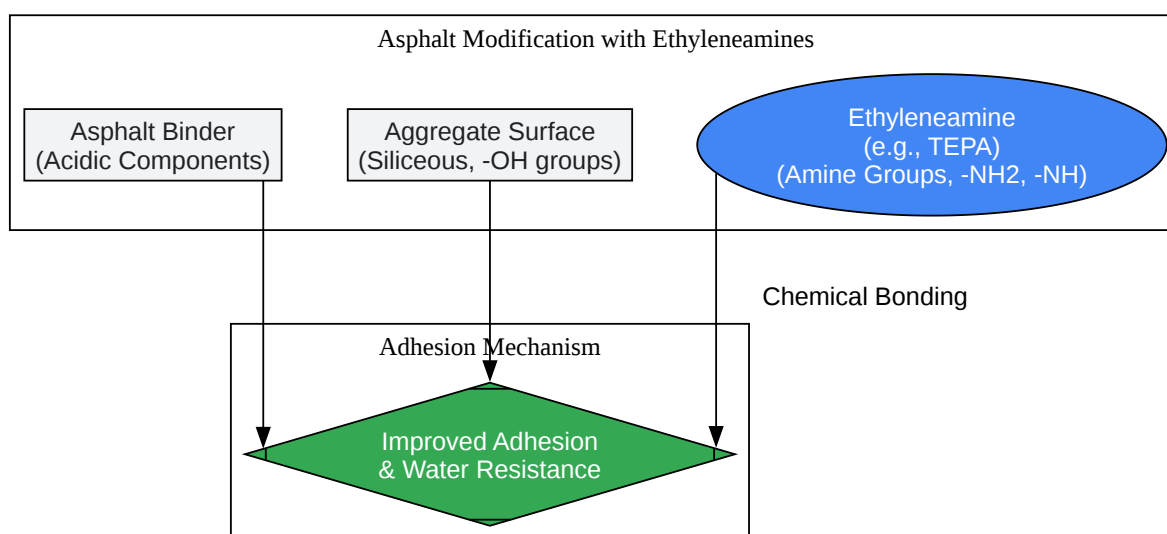 Asphalt Modification with Ethyleneamines
Asphalt Binder
(Acidic Components)
Aggregate Surface
(Siliceous, -OH groups)
Ethyleneamine
(e.g., TEPA)
(Amine Groups, -NH2, -NH)
Chemical Bonding
Adhesion Mechanism
Improved Adhesion
& Water Resistance